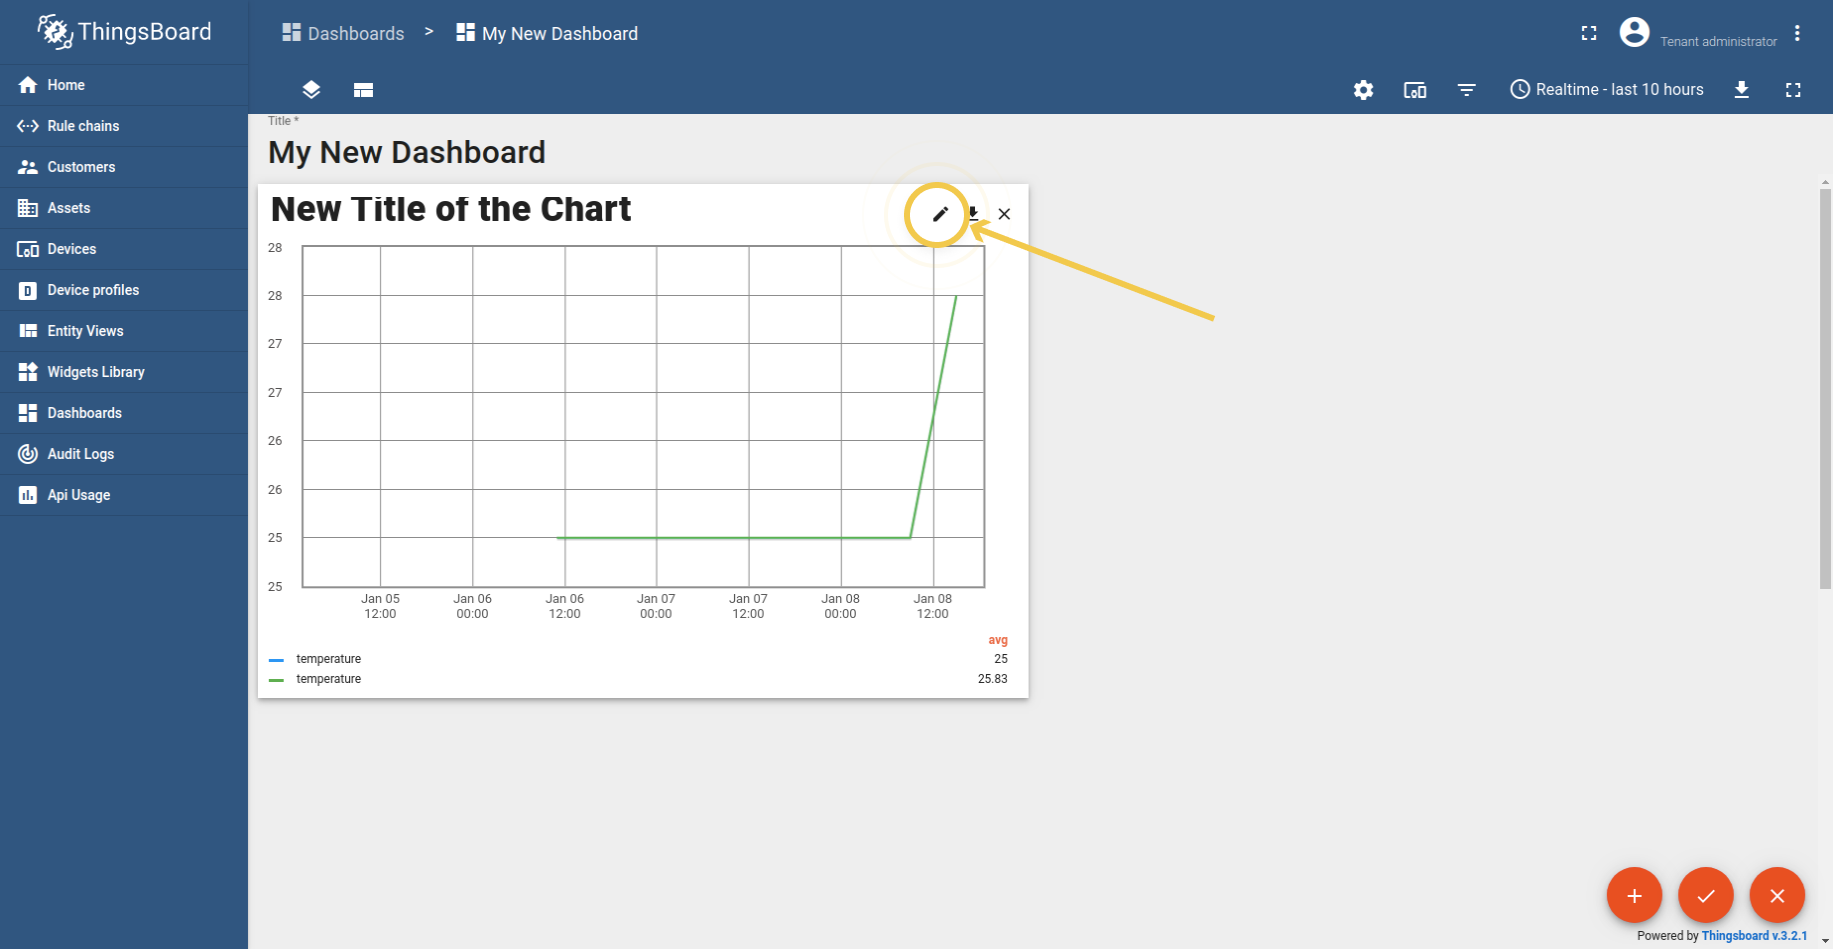 ThingsBoard
Dashboards > My New Dashboard
Tenant administrator
Realtime - last 10 hours
Home
Rule chains
Customers
Assets
Devices
Device profiles
Entity Views
Widgets Library
Dashboards
Audit Logs
Api Usage
Title *
My New Dashboard
New Title of the Chart
28
28
27
27
26
26
25
25
Jan 05 Jan 06 Jan 06 Jan 07 Jan 07 Jan 08 Jan 08
12:00 00:00 12:00 00:00 12:00 00:00 12:00
avg
temperature 25
temperature 25.83
Powered by Thingsboard v.3.2.1